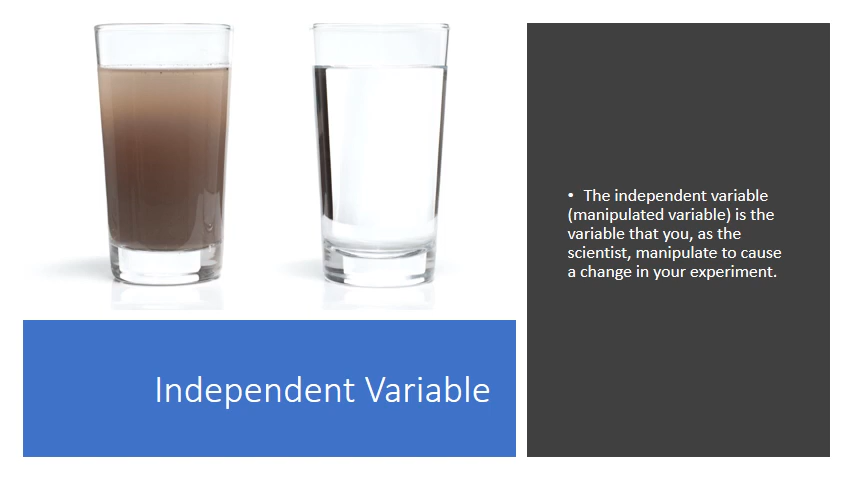 Independent Variable
• The independent variable
(manipulated variable) is the
variable that you, as the
scientist, manipulate to cause
a change in your experiment.